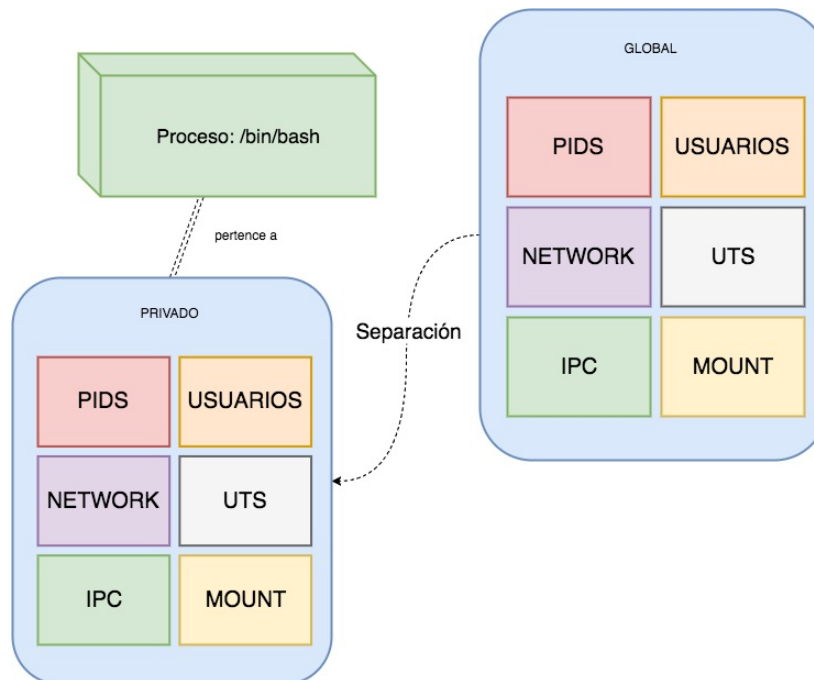 Proceso: /bin/bash
pertence a
PRIVADO
PIDS
USUARIOS
NETWORK
UTS
IPC
MOUNT
Separación
GLOBAL
PIDS
USUARIOS
NETWORK
UTS
IPC
MOUNT